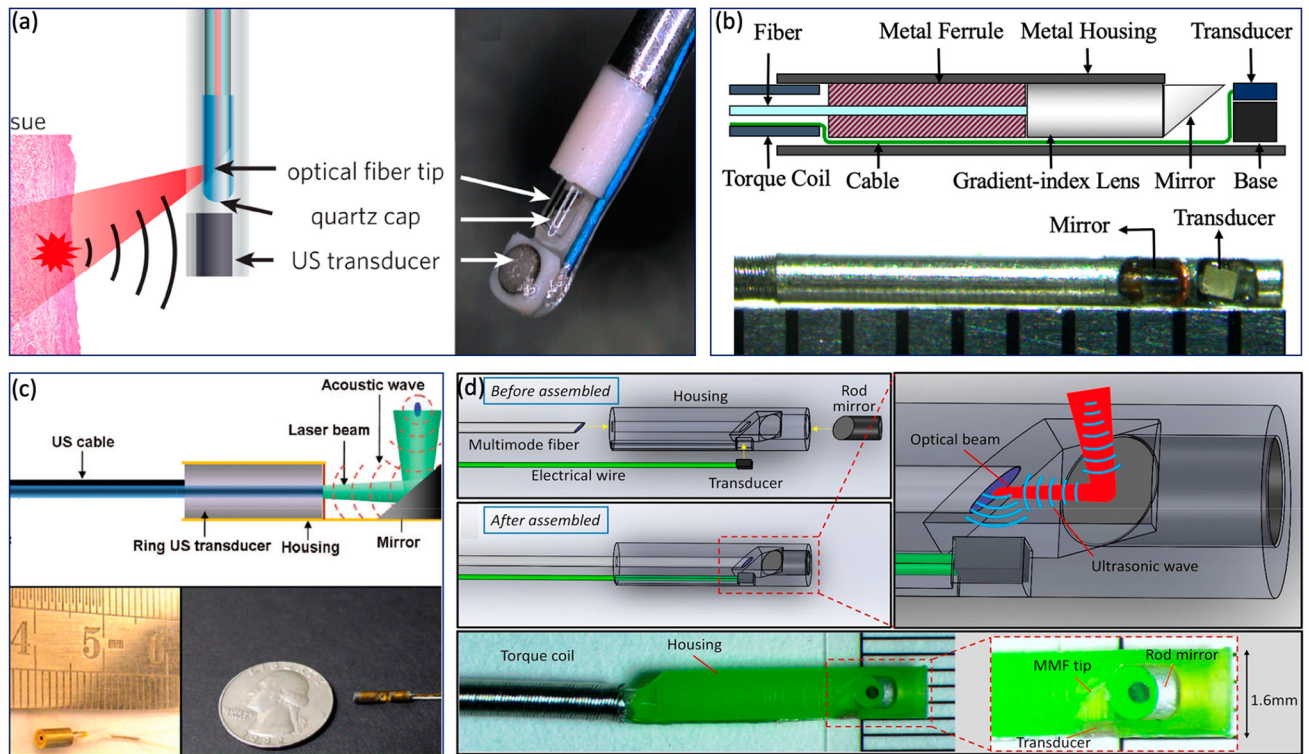 (a)
sue
optical fiber tip
quartz cap
US transducer
(b)
Fiber
Metal Ferrule
Metal Housing
Transducer
Torque Coil
Cable
Gradient-index Lens
Mirror
Base
Mirror
Transducer
(c)
Acoustic wave
Laser beam
US cable
Ring US transducer
Housing
Mirror
4
5
mm
(d)
Before assembled
Housing
Rod
mirror
Multimode fiber
Electrical wire
Transducer
After assembled
Optical beam
Ultrasonic wave
Torque coil
Housing
MMF tip
Rod mirror
1.6mm
Transducer